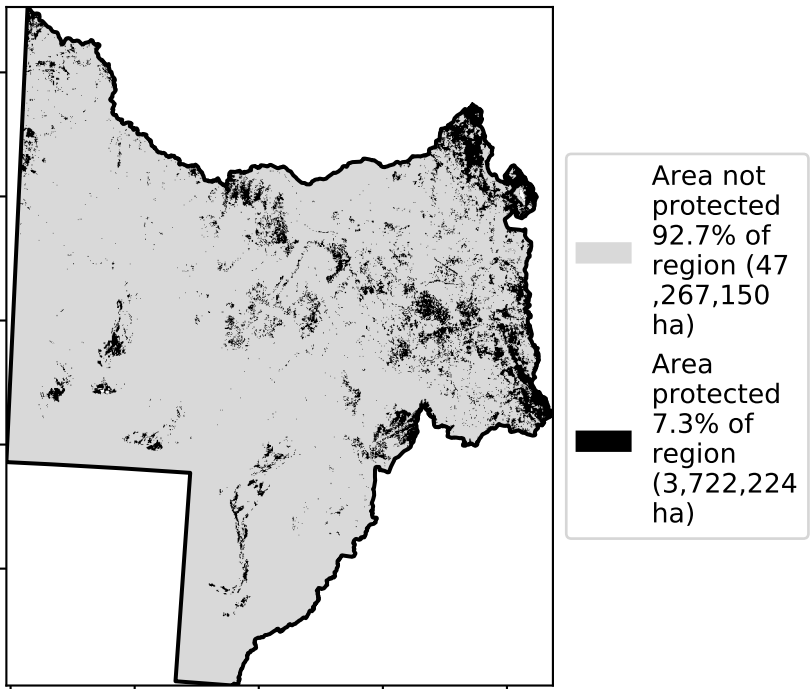 Area not
protected
92.7% of
region (47
,267,150
ha)
Area
protected
7.3% of
region
(3,722,224
ha)